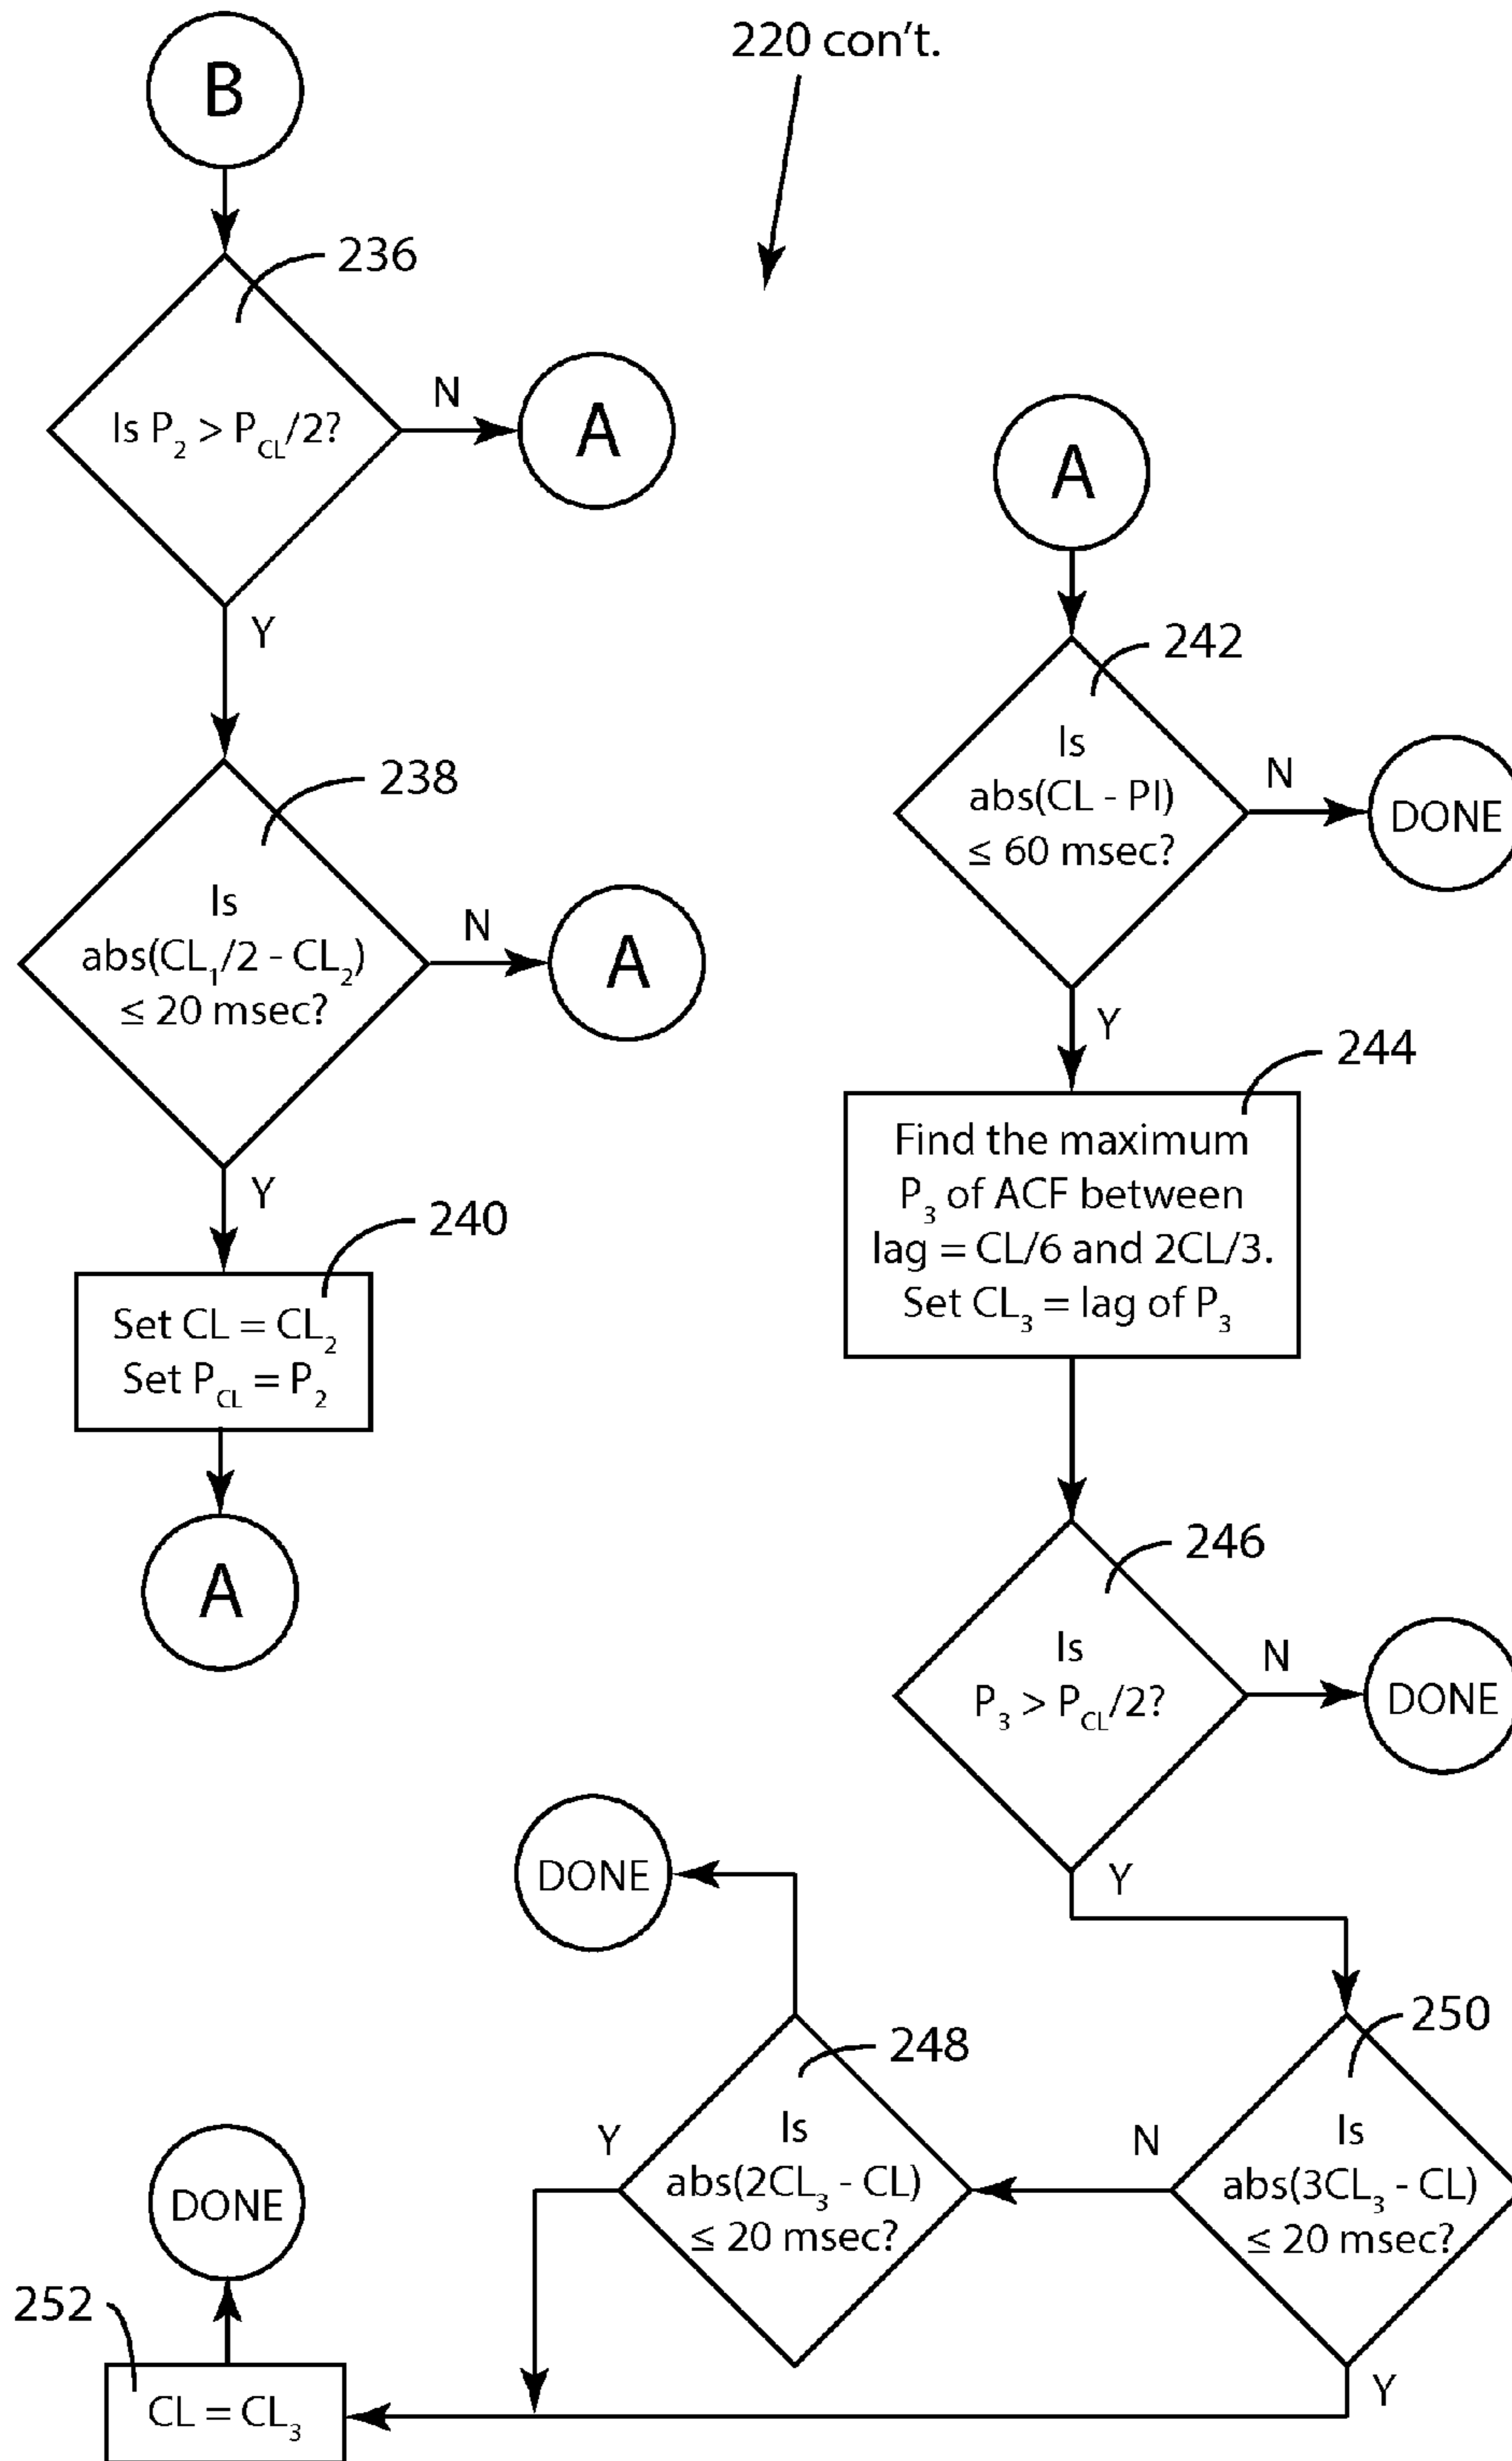 220 con't.
B
236
Is P₂ > P_CL/2?
N
A
Y
238
Is
abs(CL₁/2 - CL₂)
≤ 20 msec?
N
A
Y
240
Set CL = CL₂
Set P_CL = P₂
A
A
242
Is
abs(CL - PI)
≤ 60 msec?
N
DONE
Y
244
Find the maximum
P₃ of ACF between
lag = CL/6 and 2CL/3.
Set CL₃ = lag of P₃
246
Is
P₃ > P_CL/2?
N
DONE
Y
250
Is
abs(3CL₃ - CL)
≤ 20 msec?
N
Y
248
Is
abs(2CL₃ - CL)
≤ 20 msec?
Y
DONE
252
CL = CL₃
DONE